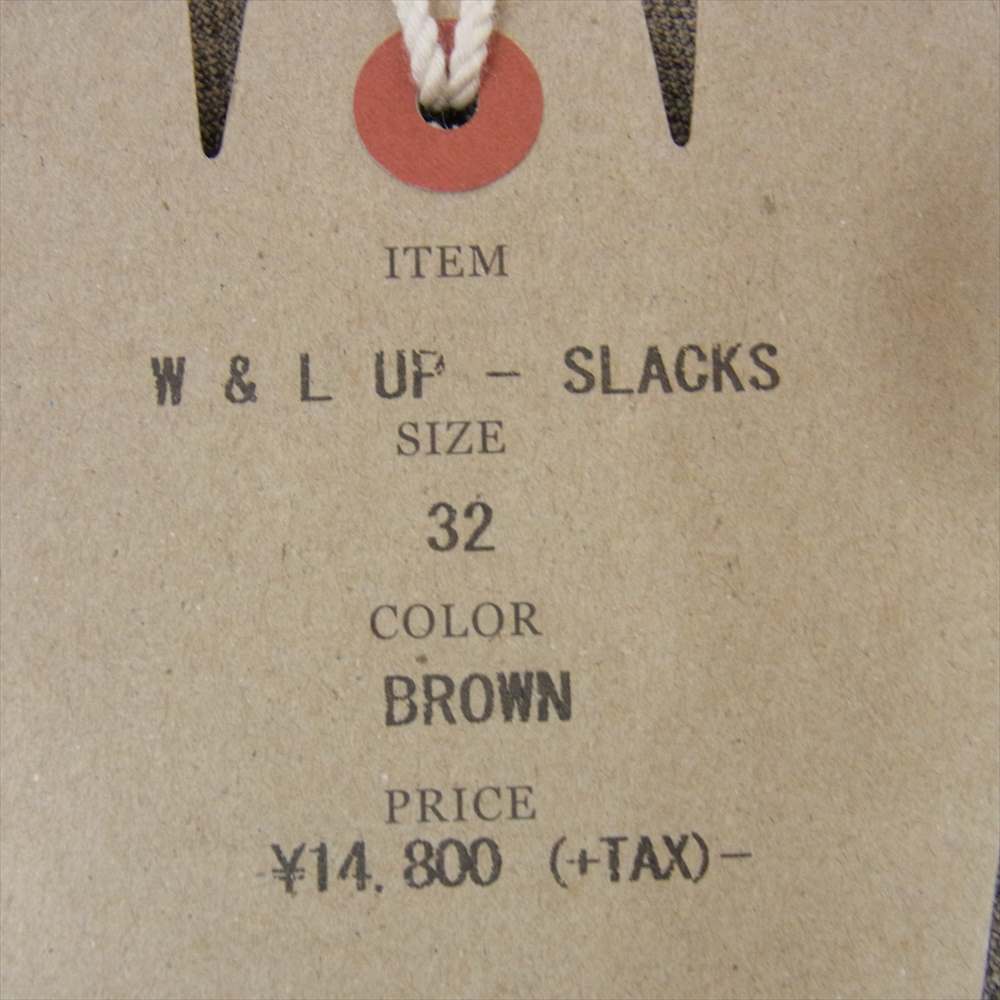 ITEM
W & L UP - SLACKS
SIZE
32
COLOR
BROWN
PRICE
-¥14.800 (+TAX)-